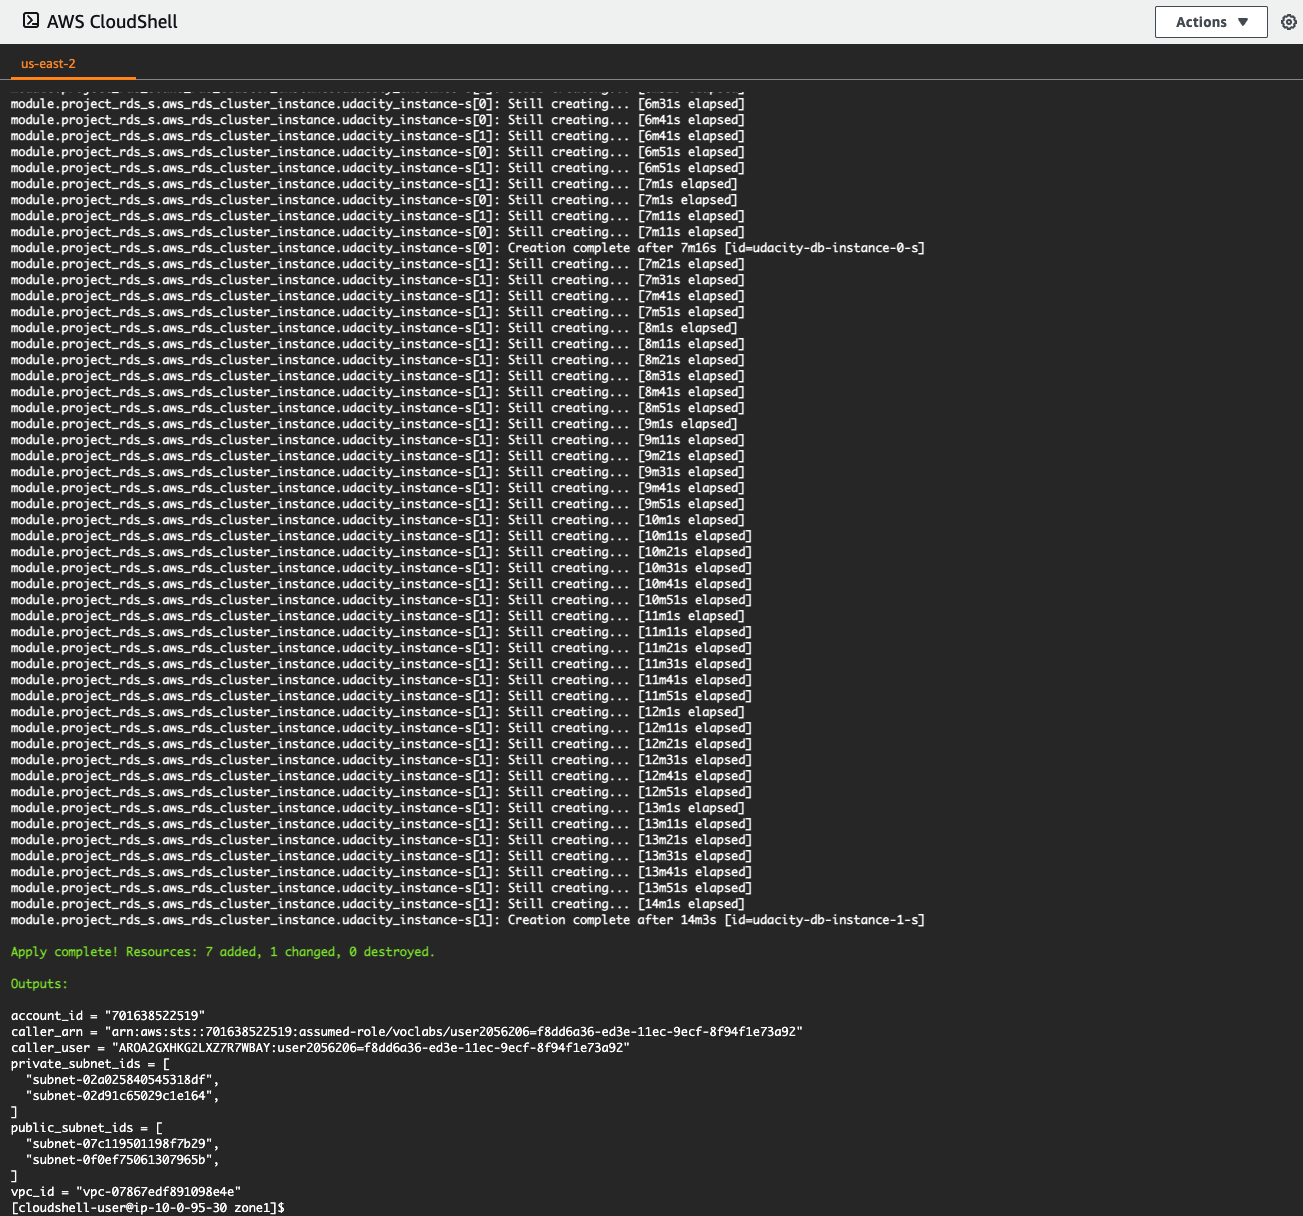 AWS CloudShell
Actions ▼
us-east-2
module.project_rds_s.aws_rds_cluster_instance.udacity_instance-s[0]: Still creating... [6m31s elapsed]
module.project_rds_s.aws_rds_cluster_instance.udacity_instance-s[0]: Still creating... [6m41s elapsed]
module.project_rds_s.aws_rds_cluster_instance.udacity_instance-s[1]: Still creating... [6m41s elapsed]
module.project_rds_s.aws_rds_cluster_instance.udacity_instance-s[0]: Still creating... [6m51s elapsed]
module.project_rds_s.aws_rds_cluster_instance.udacity_instance-s[1]: Still creating... [6m51s elapsed]
module.project_rds_s.aws_rds_cluster_instance.udacity_instance-s[1]: Still creating... [7m1s elapsed]
module.project_rds_s.aws_rds_cluster_instance.udacity_instance-s[0]: Still creating... [7m1s elapsed]
module.project_rds_s.aws_rds_cluster_instance.udacity_instance-s[1]: Still creating... [7m11s elapsed]
module.project_rds_s.aws_rds_cluster_instance.udacity_instance-s[0]: Still creating... [7m11s elapsed]
module.project_rds_s.aws_rds_cluster_instance.udacity_instance-s[0]: Creation complete after 7m16s [id=udacity-db-instance-0-s]
module.project_rds_s.aws_rds_cluster_instance.udacity_instance-s[1]: Still creating... [7m21s elapsed]
module.project_rds_s.aws_rds_cluster_instance.udacity_instance-s[1]: Still creating... [7m31s elapsed]
module.project_rds_s.aws_rds_cluster_instance.udacity_instance-s[1]: Still creating... [7m41s elapsed]
module.project_rds_s.aws_rds_cluster_instance.udacity_instance-s[1]: Still creating... [7m51s elapsed]
module.project_rds_s.aws_rds_cluster_instance.udacity_instance-s[1]: Still creating... [8m1s elapsed]
module.project_rds_s.aws_rds_cluster_instance.udacity_instance-s[1]: Still creating... [8m11s elapsed]
module.project_rds_s.aws_rds_cluster_instance.udacity_instance-s[1]: Still creating... [8m21s elapsed]
module.project_rds_s.aws_rds_cluster_instance.udacity_instance-s[1]: Still creating... [8m31s elapsed]
module.project_rds_s.aws_rds_cluster_instance.udacity_instance-s[1]: Still creating... [8m41s elapsed]
module.project_rds_s.aws_rds_cluster_instance.udacity_instance-s[1]: Still creating... [8m51s elapsed]
module.project_rds_s.aws_rds_cluster_instance.udacity_instance-s[1]: Still creating... [9m1s elapsed]
module.project_rds_s.aws_rds_cluster_instance.udacity_instance-s[1]: Still creating... [9m11s elapsed]
module.project_rds_s.aws_rds_cluster_instance.udacity_instance-s[1]: Still creating... [9m21s elapsed]
module.project_rds_s.aws_rds_cluster_instance.udacity_instance-s[1]: Still creating... [9m31s elapsed]
module.project_rds_s.aws_rds_cluster_instance.udacity_instance-s[1]: Still creating... [9m41s elapsed]
module.project_rds_s.aws_rds_cluster_instance.udacity_instance-s[1]: Still creating... [9m51s elapsed]
module.project_rds_s.aws_rds_cluster_instance.udacity_instance-s[1]: Still creating... [10m1s elapsed]
module.project_rds_s.aws_rds_cluster_instance.udacity_instance-s[1]: Still creating... [10m11s elapsed]
module.project_rds_s.aws_rds_cluster_instance.udacity_instance-s[1]: Still creating... [10m21s elapsed]
module.project_rds_s.aws_rds_cluster_instance.udacity_instance-s[1]: Still creating... [10m31s elapsed]
module.project_rds_s.aws_rds_cluster_instance.udacity_instance-s[1]: Still creating... [10m41s elapsed]
module.project_rds_s.aws_rds_cluster_instance.udacity_instance-s[1]: Still creating... [10m51s elapsed]
module.project_rds_s.aws_rds_cluster_instance.udacity_instance-s[1]: Still creating... [11m1s elapsed]
module.project_rds_s.aws_rds_cluster_instance.udacity_instance-s[1]: Still creating... [11m11s elapsed]
module.project_rds_s.aws_rds_cluster_instance.udacity_instance-s[1]: Still creating... [11m21s elapsed]
module.project_rds_s.aws_rds_cluster_instance.udacity_instance-s[1]: Still creating... [11m31s elapsed]
module.project_rds_s.aws_rds_cluster_instance.udacity_instance-s[1]: Still creating... [11m41s elapsed]
module.project_rds_s.aws_rds_cluster_instance.udacity_instance-s[1]: Still creating... [11m51s elapsed]
module.project_rds_s.aws_rds_cluster_instance.udacity_instance-s[1]: Still creating... [12m1s elapsed]
module.project_rds_s.aws_rds_cluster_instance.udacity_instance-s[1]: Still creating... [12m11s elapsed]
module.project_rds_s.aws_rds_cluster_instance.udacity_instance-s[1]: Still creating... [12m21s elapsed]
module.project_rds_s.aws_rds_cluster_instance.udacity_instance-s[1]: Still creating... [12m31s elapsed]
module.project_rds_s.aws_rds_cluster_instance.udacity_instance-s[1]: Still creating... [12m41s elapsed]
module.project_rds_s.aws_rds_cluster_instance.udacity_instance-s[1]: Still creating... [12m51s elapsed]
module.project_rds_s.aws_rds_cluster_instance.udacity_instance-s[1]: Still creating... [13m1s elapsed]
module.project_rds_s.aws_rds_cluster_instance.udacity_instance-s[1]: Still creating... [13m11s elapsed]
module.project_rds_s.aws_rds_cluster_instance.udacity_instance-s[1]: Still creating... [13m21s elapsed]
module.project_rds_s.aws_rds_cluster_instance.udacity_instance-s[1]: Still creating... [13m31s elapsed]
module.project_rds_s.aws_rds_cluster_instance.udacity_instance-s[1]: Still creating... [13m41s elapsed]
module.project_rds_s.aws_rds_cluster_instance.udacity_instance-s[1]: Still creating... [13m51s elapsed]
module.project_rds_s.aws_rds_cluster_instance.udacity_instance-s[1]: Still creating... [14m1s elapsed]
module.project_rds_s.aws_rds_cluster_instance.udacity_instance-s[1]: Creation complete after 14m3s [id=udacity-db-instance-1-s]
Apply complete! Resources: 7 added, 1 changed, 0 destroyed.
Outputs:
account_id = "701638522519"
caller_arn = "arn:aws:sts::701638522519:assumed-role/voclabs/user2056206=f8dd6a36-ed3e-11ec-9ecf-8f94f1e73a92"
caller_user = "AROA2GXHKG2LXZ7R7WBAY:user2056206=f8dd6a36-ed3e-11ec-9ecf-8f94f1e73a92"
private_subnet_ids = [
  "subnet-02a025840545318df",
  "subnet-02d91c65029c1e164",
]
public_subnet_ids = [
  "subnet-07c119501198f7b29",
  "subnet-0f0ef75061307965b",
]
vpc_id = "vpc-07867edf891098e4e"
[cloudshell-user@ip-10-0-95-30 zone1]$